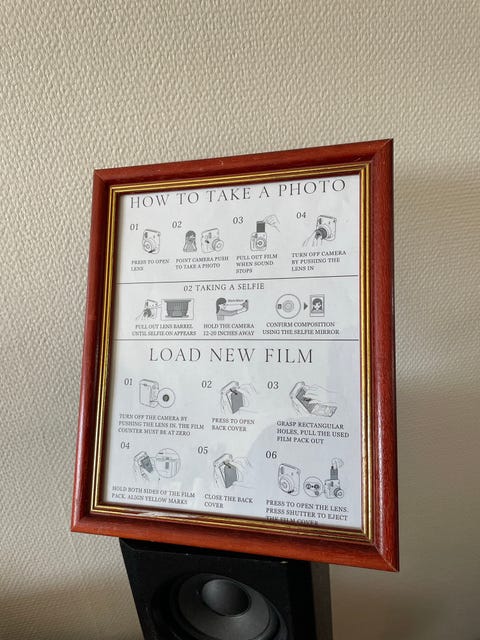 HOW TO TAKE A PHOTO
01
02
03
04
PRESS TO OPEN
LENS
POINT CAMERA PUSH
TO TAKE A PHOTO
PULL OUT FILM
WHEN SOUND
STOPS
TURN OFF CAMERA
BY PUSHING THE
LENS IN
02 TAKING A SELFIE
PULL OUT LENS BARREL
UNTIL SELFIE ON APPEARS
HOLD THE CAMERA
12-20 INCHES AWAY
CONFIRM COMPOSITION
USING THE SELFIE MIRROR
LOAD NEW FILM
01
02
03
TURN OFF THE CAMERA BY
PUSHING THE LENS IN. THE FILM
COUNTER MUST BE AT ZERO
PRESS TO OPEN
BACK COVER
GRASP RECTANGULAR
HOLES, PULL THE USED
FILM PACK OUT
04
05
06
HOLD BOTH SIDES OF THE FILM
PACK, ALIGN YELLOW MARKS
CLOSE THE BACK
COVER
PRESS TO OPEN THE LENS.
PRESS SHUTTER TO EJECT
THE FILM COVER